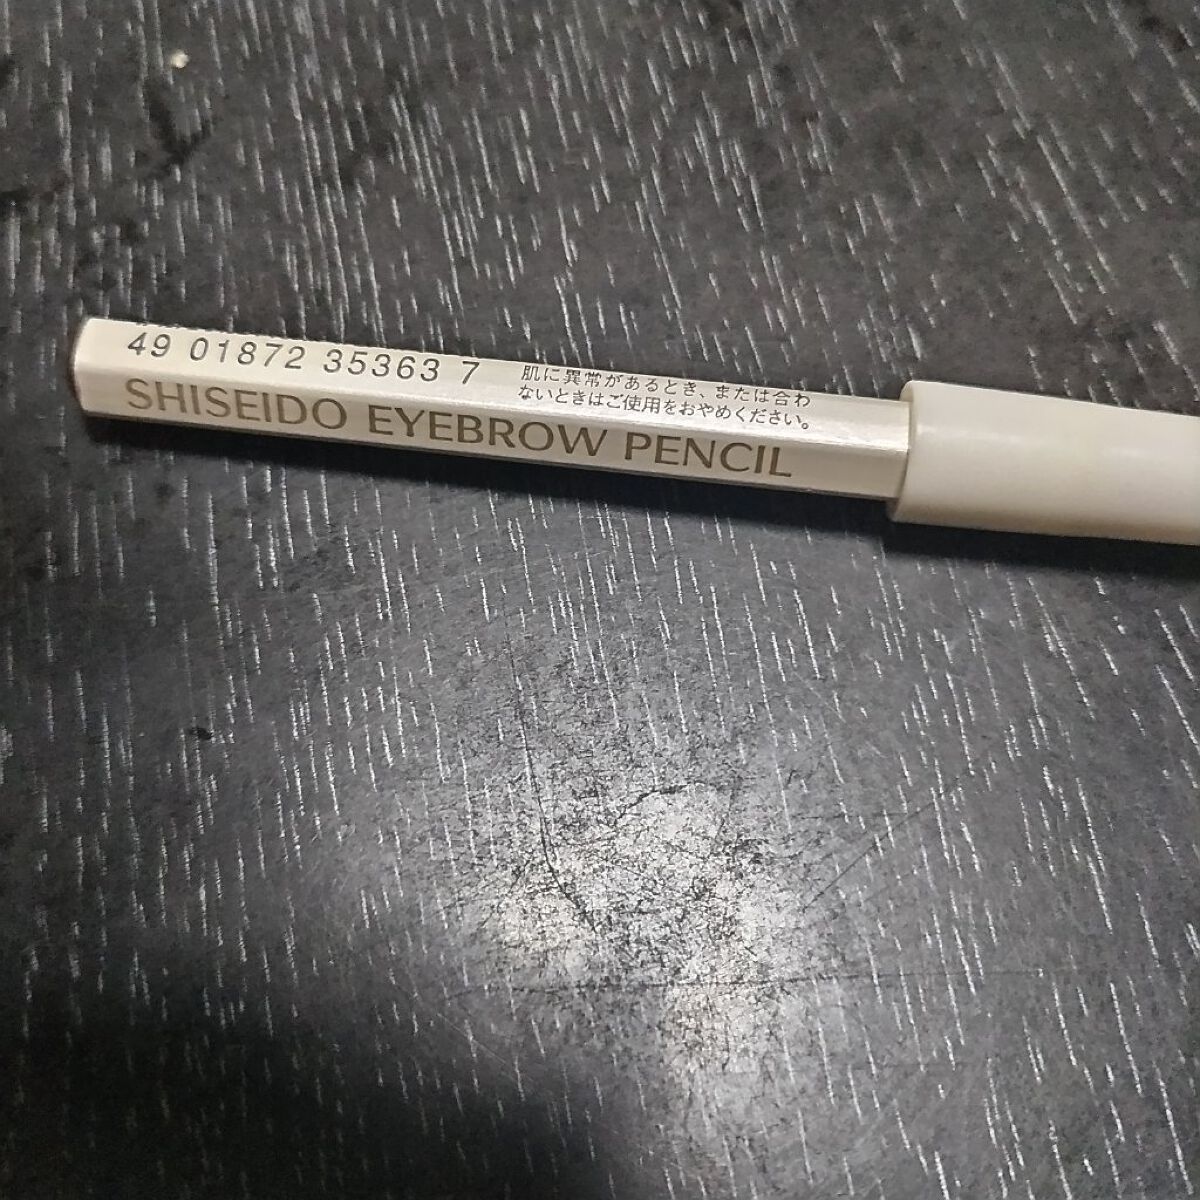 49 01872 35363 7
肌に異常があるとき、または合わ
ないときはご使用をおやめください。
SHISEIDO EYEBROW PENCIL